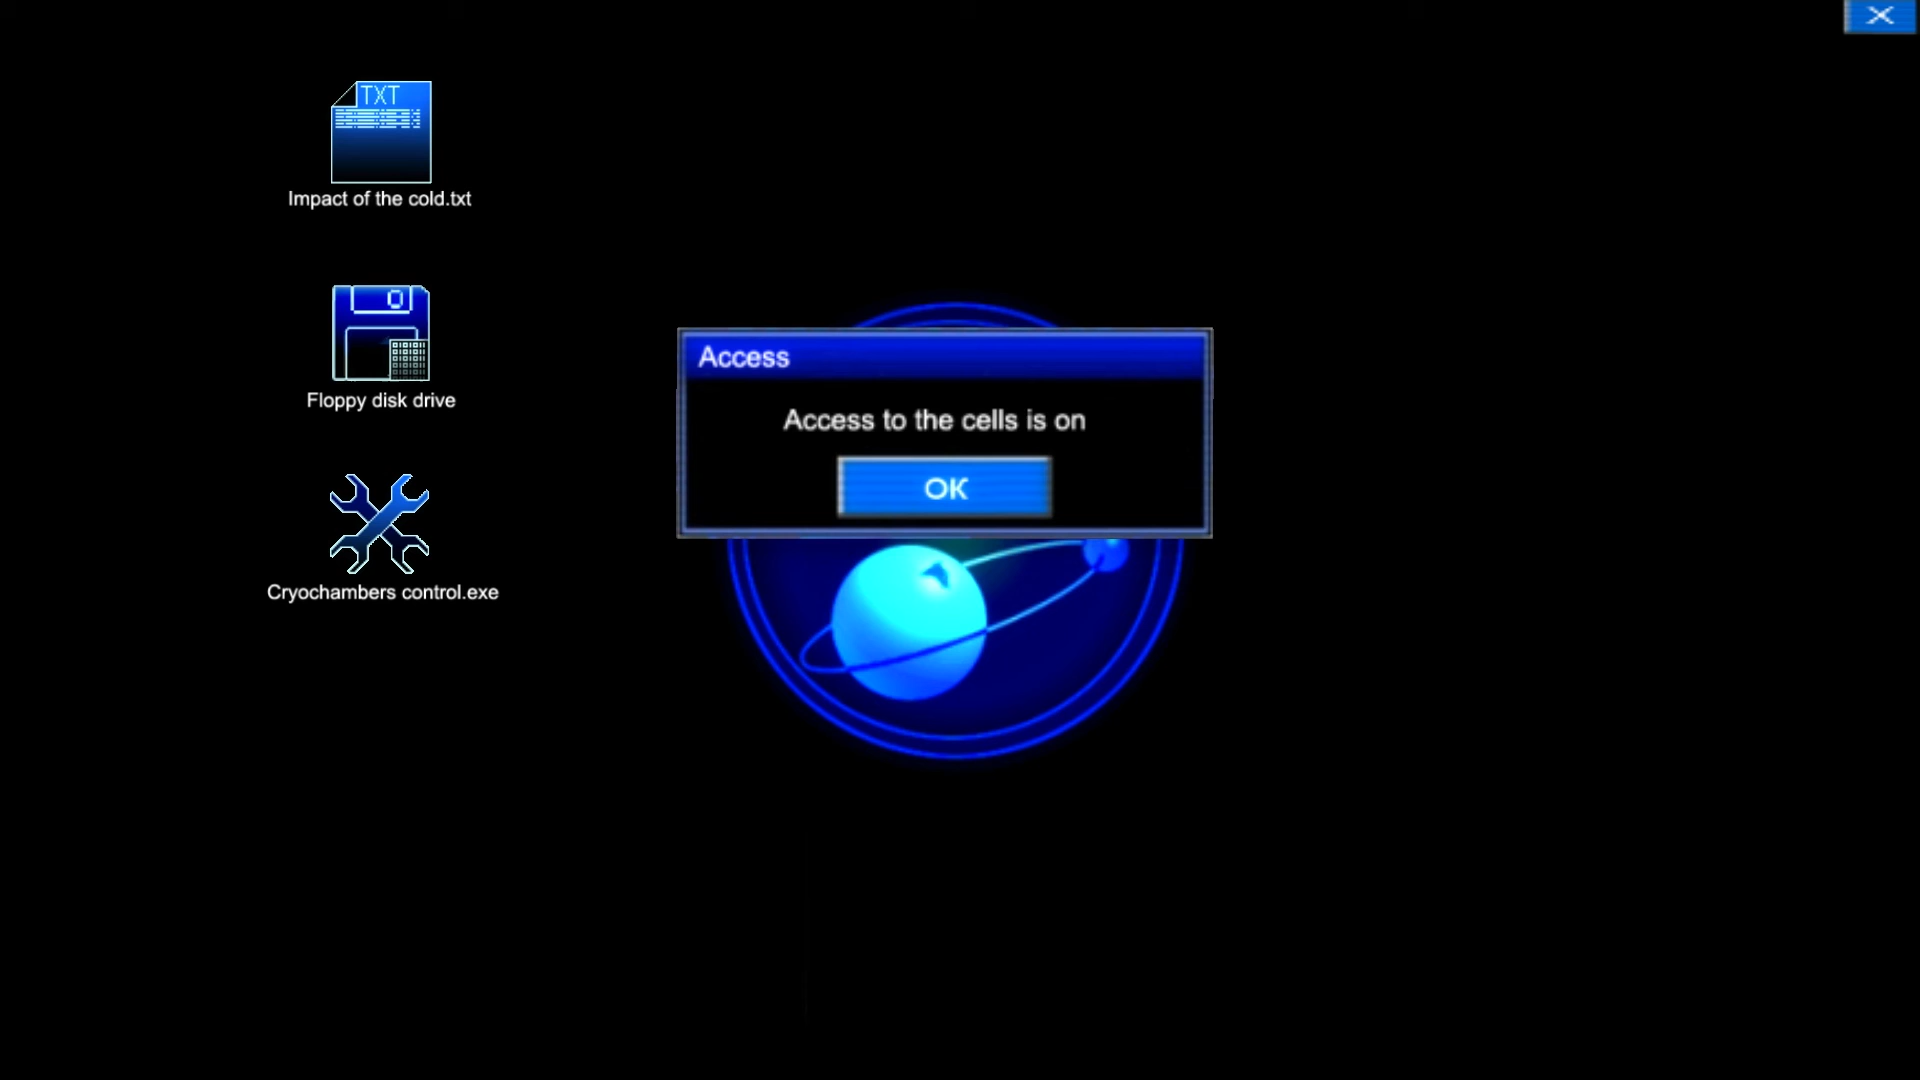 TXT
Impact of the cold.txt
Floppy disk drive
Cryochambers control.exe
Access
Access to the cells is on
OK